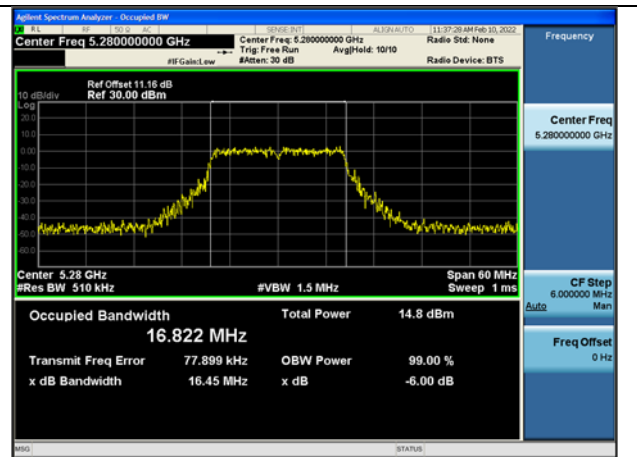 Agilent Spectrum Analyzer - Occupied BW
RL RF 50 Ω AC SENSE:INT ALIGNAUTO 11:37:28 AM Feb 10, 2022
Center Freq 5.280000000 GHz Center Freq: 5.280000000 GHz Radio Std: None Frequency
Trig: Free Run Avg|Hold: 10/10
#IFGain:Low #Atten: 30 dB Radio Device: BTS
Ref Offset 11.16 dB
10 dB/div Ref 30.00 dBm
Log
20.0
10.0
0.00
-10.0
-20.0
-30.0
-40.0
-50.0
-60.0
Center Freq
5.280000000 GHz
Center 5.28 GHz Span 60 MHz
#Res BW 510 kHz #VBW 1.5 MHz Sweep 1 ms
CF Step
6.000000 MHz
Auto Man
Occupied Bandwidth Total Power 14.8 dBm
16.822 MHz
Freq Offset
0 Hz
Transmit Freq Error 77.899 kHz OBW Power 99.00 %
x dB Bandwidth 16.45 MHz x dB -6.00 dB
MSG STATUS